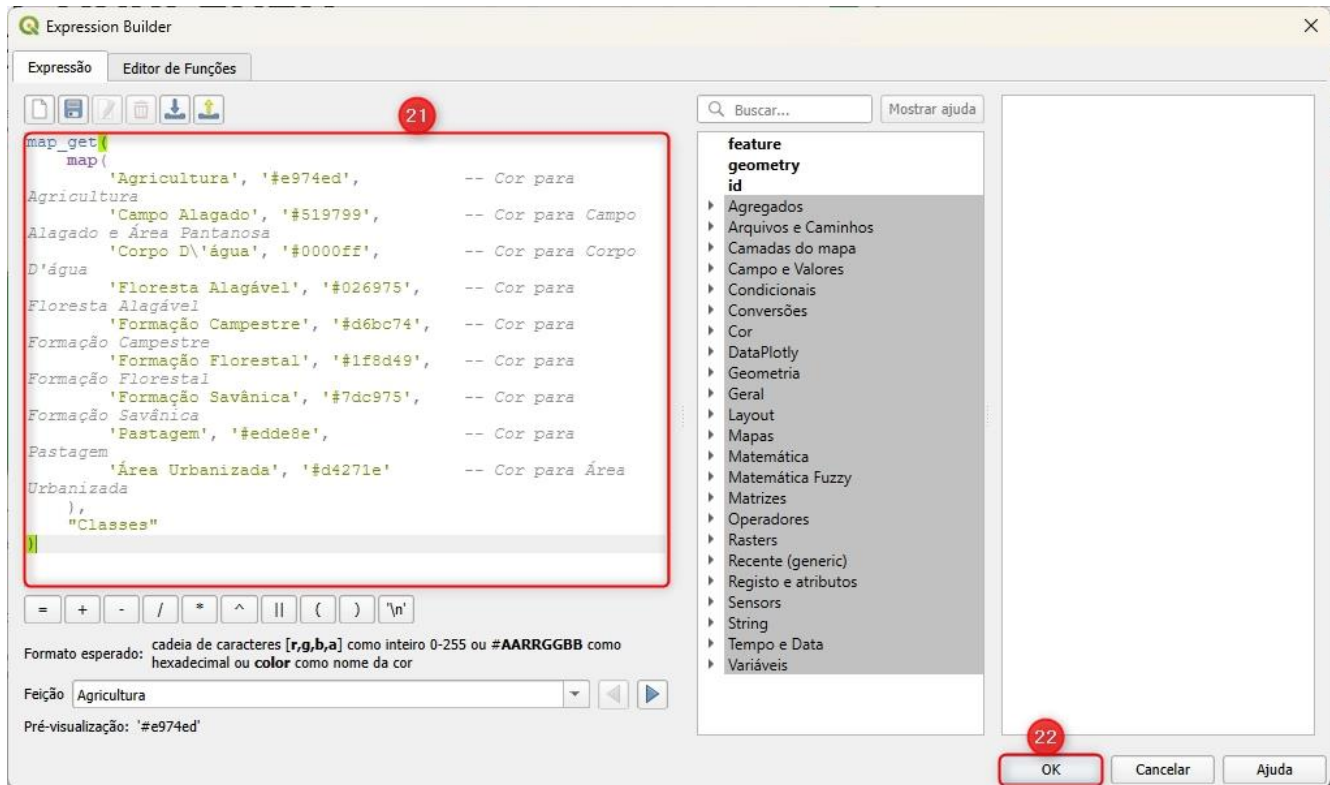 Expression Builder
Expressão
Editor de Funções
21
map_get(
map(
'Agricultura', '#e974ed', -- Cor para
Agricultura
'Campo Alagado', '#519799', -- Cor para Campo
Alagado e Área Pantanosa
'Corpo D\'água', '#0000ff', -- Cor para Corpo
D'água
'Floresta Alagável', '#026975', -- Cor para
Floresta Alagável
'Formação Campestre', '#d6bc74', -- Cor para
Formação Campestre
'Formação Florestal', '#1f8d49', -- Cor para
Formação Florestal
'Formação Savânica', '#7dc975', -- Cor para
Formação Savânica
'Pastagem', '#edde8e', -- Cor para
Pastagem
'Área Urbanizada', '#d4271e' -- Cor para Área
Urbanizada
),
"Classes"
)
= + - / * ^ || ( ) '\n'
Formato esperado: cadeia de caracteres [r,g,b,a] como inteiro 0-255 ou #AARRGGBB como
hexadecimal ou color como nome da cor
Feição Agricultura
Pré-visualização: '#e974ed'
Buscar...
Mostrar ajuda
feature
geometry
id
Agregados
Arquivos e Caminhos
Camadas do mapa
Campo e Valores
Condicionais
Conversões
Cor
DataPlotly
Geometria
Geral
Layout
Mapas
Matemática
Matemática Fuzzy
Matrizes
Operadores
Rasters
Recente (generic)
Registo e atributos
Sensors
String
Tempo e Data
Variáveis
22
OK
Cancelar
Ajuda